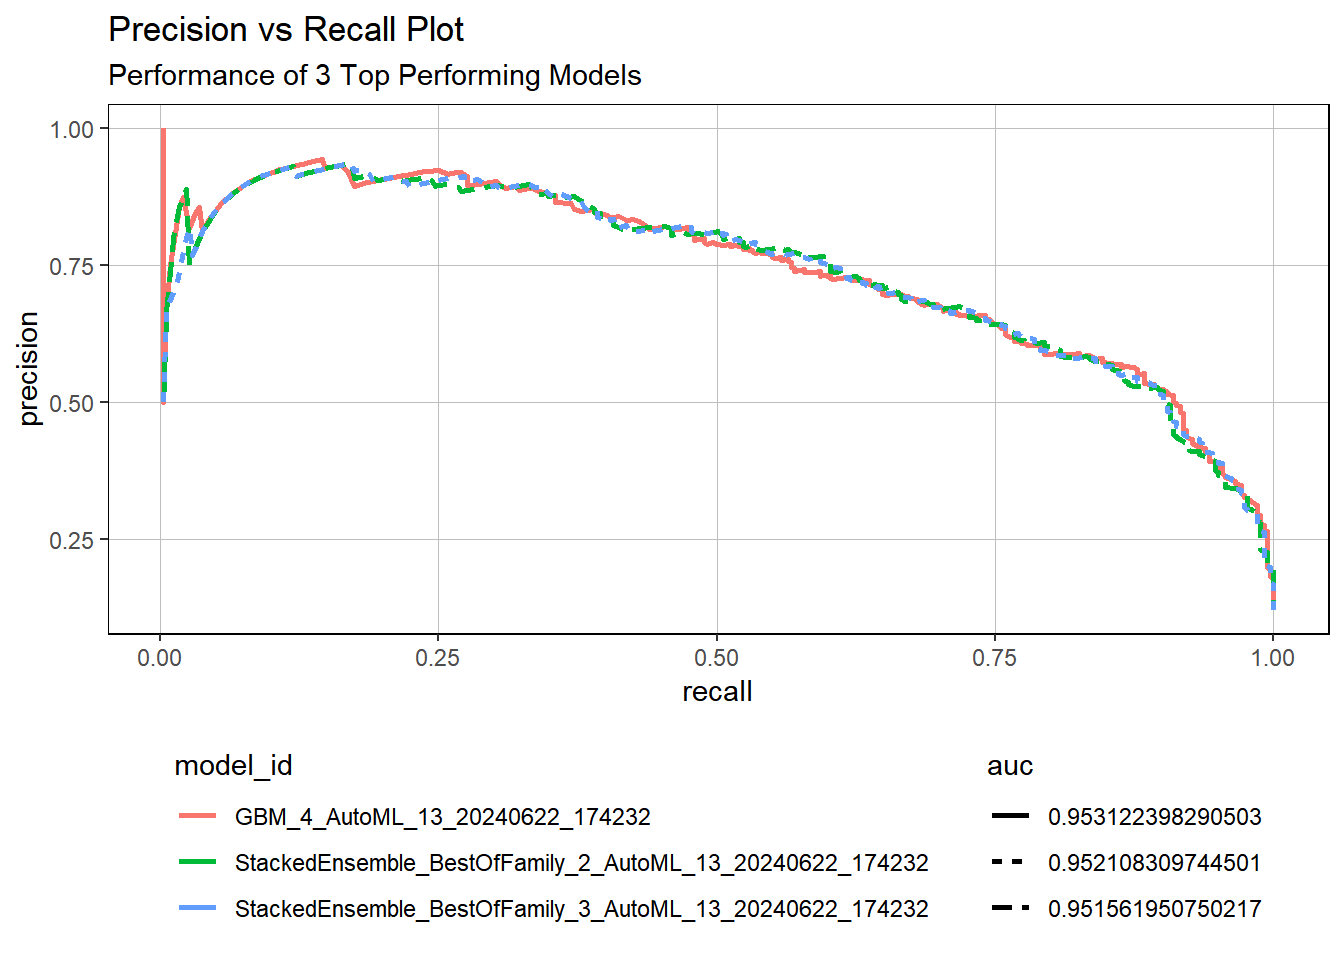 Precision vs Recall Plot
Performance of 3 Top Performing Models
1.00
0.75
0.50
0.25
precision
0.00 0.25 0.50 0.75 1.00
recall
model_id
GBM_4_AutoML_13_20240622_174232
StackedEnsemble_BestOfFamily_2_AutoML_13_20240622_174232
StackedEnsemble_BestOfFamily_3_AutoML_13_20240622_174232
auc
0.953122398290503
0.952108309744501
0.951561950750217